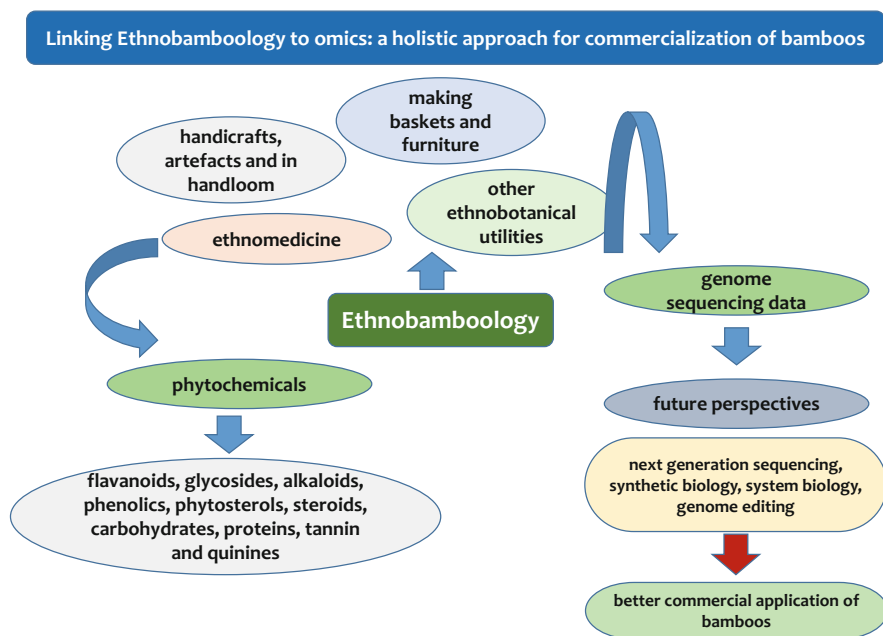 Linking Ethnobamboology to omics: a holistic approach for commercialization of bamboos
making
baskets and
furniture
handicrafts,
artefacts and in
handloom
other
ethnobotanical
utilities
ethnomedicine
genome
sequencing data
Ethnobamboology
phytochemicals
future perspectives
flavanoids, glycosides, alkaloids,
phenolics, phytosterols, steroids,
carbohydrates, proteins, tannin
and quinines
next generation sequencing,
synthetic biology, system biology,
genome editing
better commercial application of
bamboos